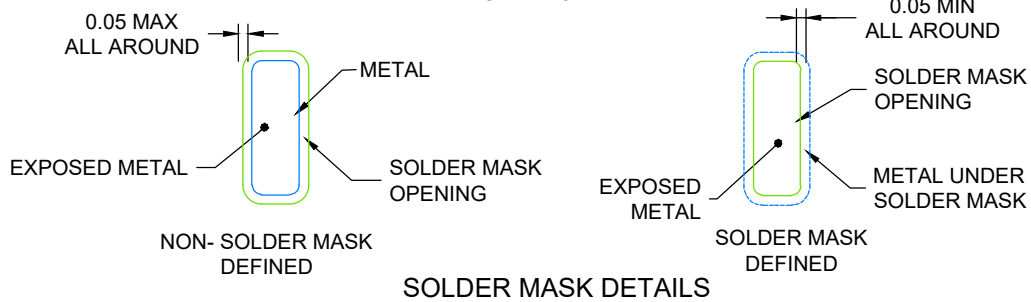 0.05 MAX
ALL AROUND
METAL
EXPOSED METAL
SOLDER MASK
OPENING
NON- SOLDER MASK
DEFINED
0.05 MIN
ALL AROUND
SOLDER MASK
OPENING
EXPOSED
METAL
METAL UNDER
SOLDER MASK
SOLDER MASK
DEFINED
SOLDER MASK DETAILS